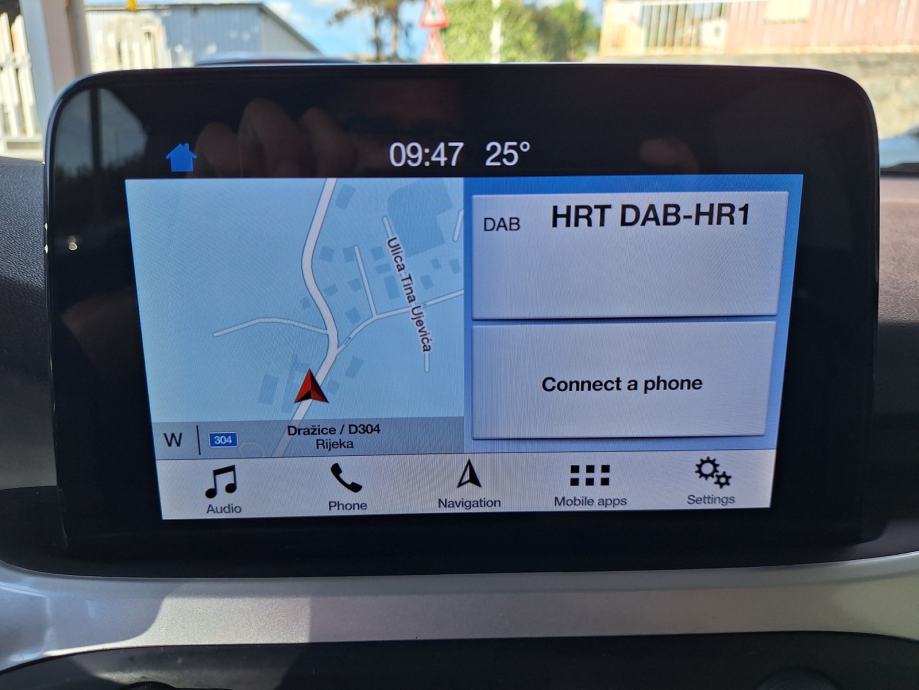 09:47 25°
DAB HRT DAB-HR1
Ulica Tina Ujevića
Connect a phone
W 304 Dražice / D304
Rijeka
Audio Phone Navigation Mobile apps Settings